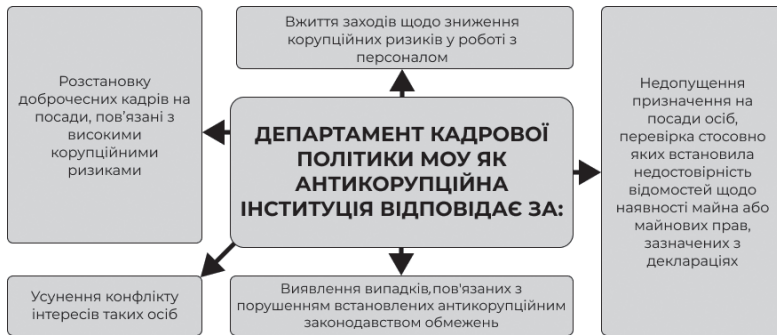 Вжиття заходів щодо зниження
корупційних ризиків у роботі з
персоналом
Розстановку
доброчесних кадрів на
посади, пов’язані з
високими
корупційними
ризиками
ДЕПАРТАМЕНТ КАДРОВОЇ
ПОЛІТИКИ МОУ ЯК
АНТИКОРУПЦІЙНА
ІНСТИТУЦІЯ ВІДПОВІДАЄ ЗА:
Недопущення
призначення на
посади осіб,
перевірка стосовно
яких встановила
недостовірність
відомостей щодо
наявності майна або
майнових прав,
зазначених з
деклараціях
Усунення конфлікту
інтересів таких осіб
Виявлення випадків,пов'язаних з
порушенням встановлених антикорупційним
законодавством обмежень